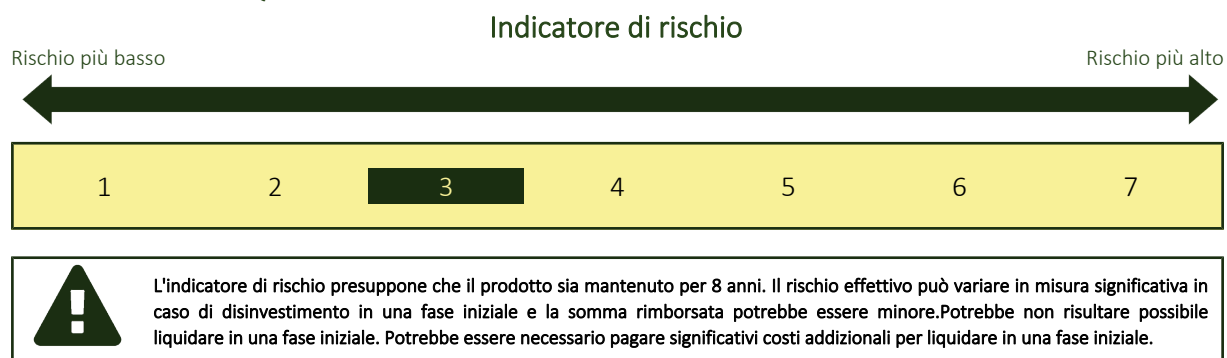 Indicatore di rischio
Rischio più basso
Rischio più alto
1 2 3 4 5 6 7
L'indicatore di rischio presuppone che il prodotto sia mantenuto per 8 anni. Il rischio effettivo può variare in misura significativa in
caso di disinvestimento in una fase iniziale e la somma rimborsata potrebbe essere minore.Potrebbe non risultare possibile
liquidare in una fase iniziale. Potrebbe essere necessario pagare significativi costi addizionali per liquidare in una fase iniziale.